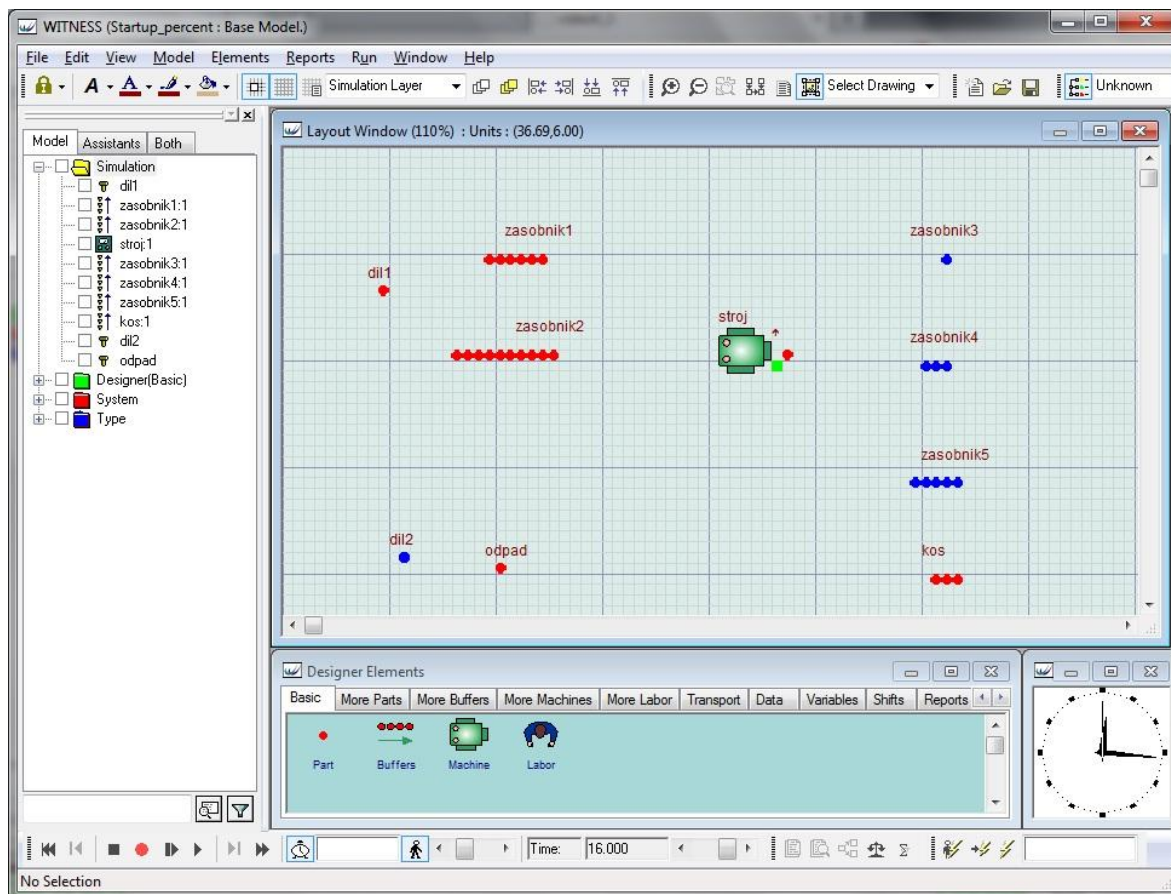 WITNESS (Startup_percent : Base Model.)
File Edit View Model Elements Reports Run Window Help
A A Simulation Layer Select Drawing Unknown
Model Assistants Both
Simulation
dil1
zasobnik1:1
zasobnik2:1
stroj:1
zasobnik3:1
zasobnik4:1
zasobnik5:1
kos:1
dil2
odpad
Designer(Basic)
System
Type
Layout Window (110%) : Units : (36.69,6.00)
zasobnik1
zasobnik3
dil1
stroj
zasobnik2
zasobnik4
zasobnik5
dil2
odpad
kos
Designer Elements
Basic More Parts More Buffers More Machines More Labor Transport Data Variables Shifts Reports
Part Buffers Machine Labor
Time: 16.000
No Selection